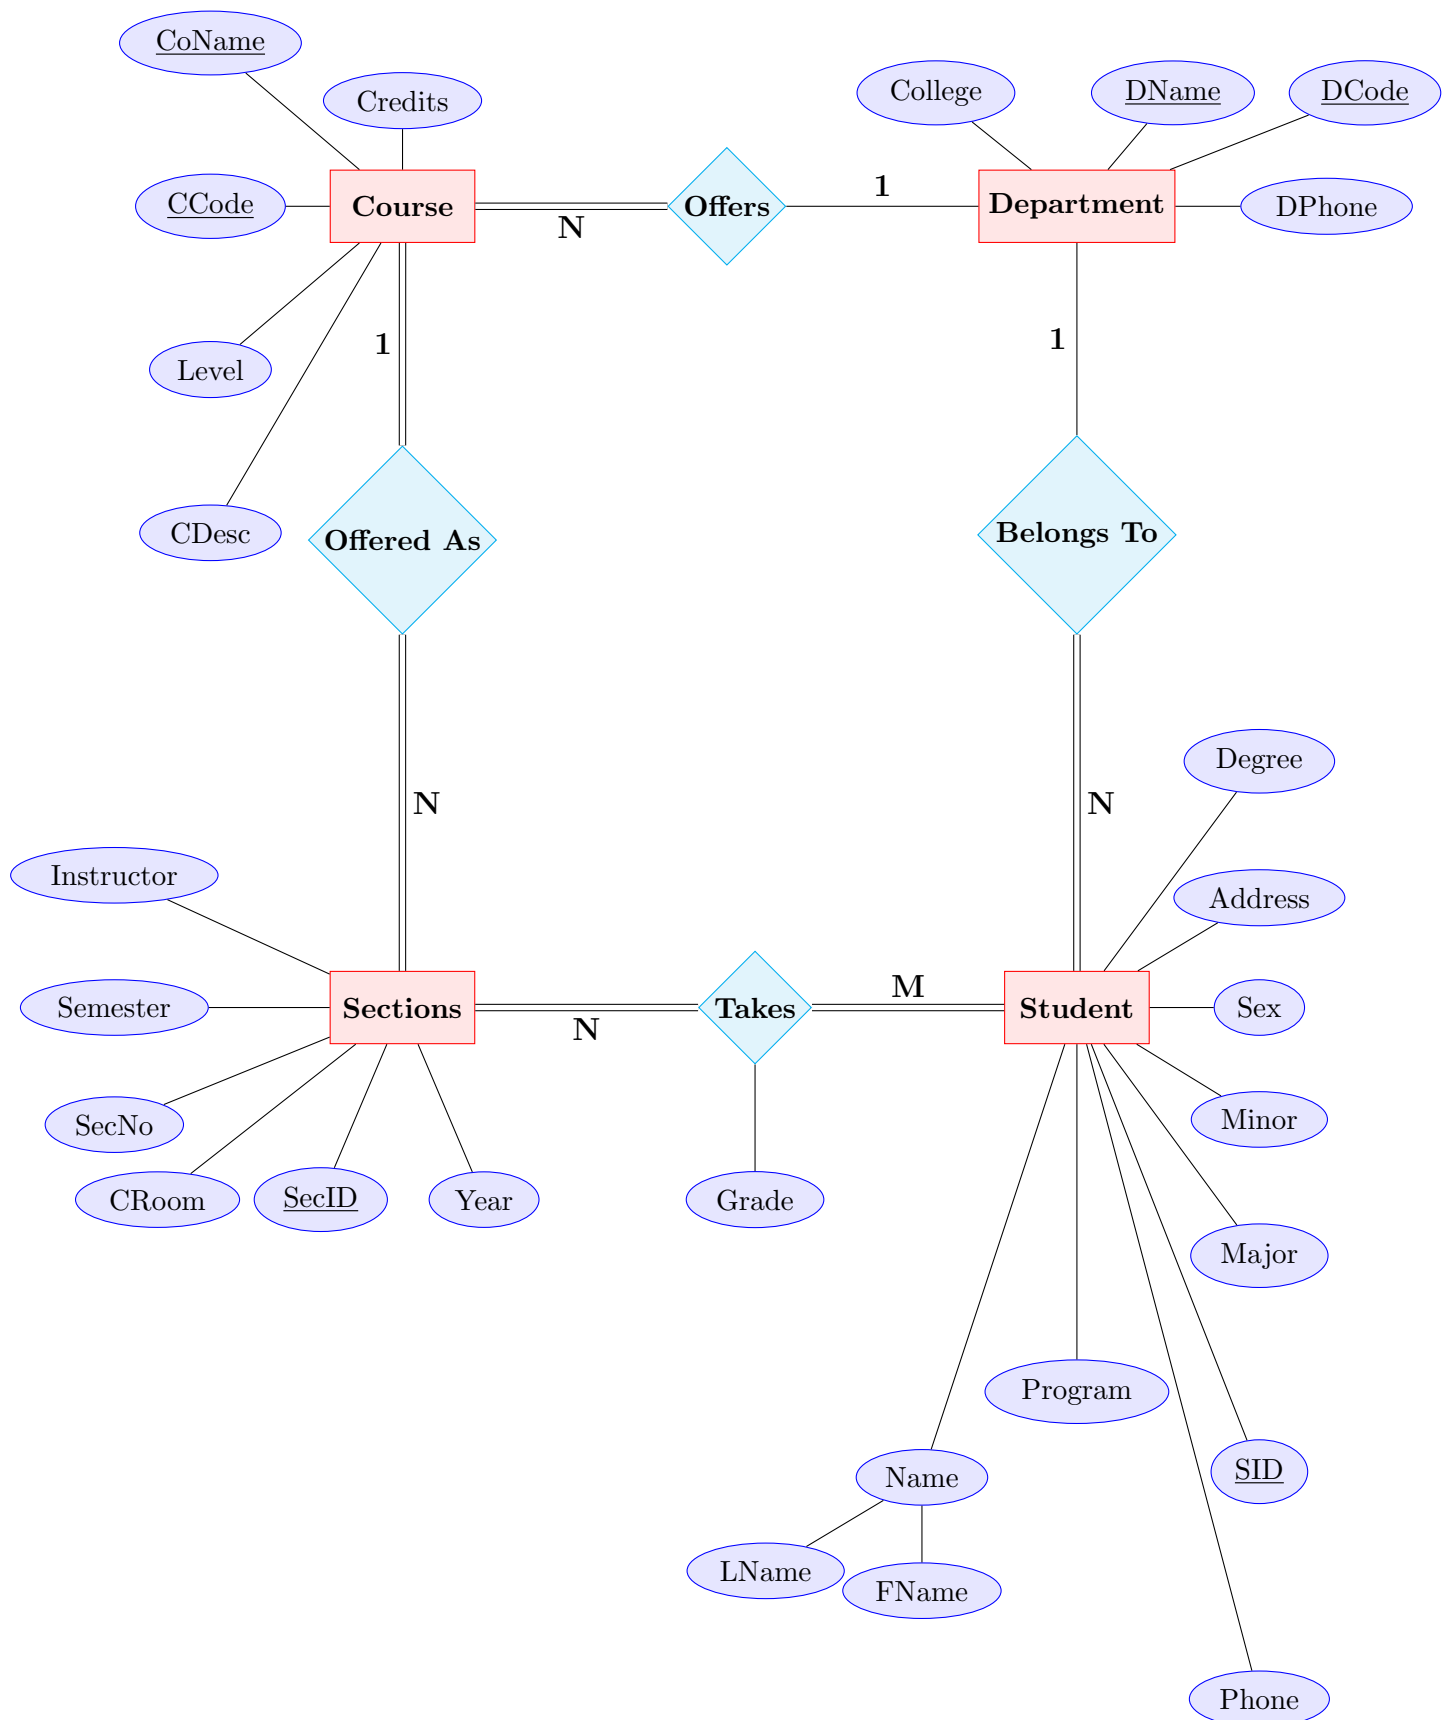 CoName
Credits
College
DName
DCode
CCode
Course
N
Offers
1
Department
DPhone
1
1
Level
CDesc
Offered As
Belongs To
N
N
Degree
Instructor
Address
Semester
Sections
N
Takes
M
Student
Sex
SecNo
Minor
CRoom
SecID
Year
Grade
Major
Program
Name
SID
LName
FName
Phone